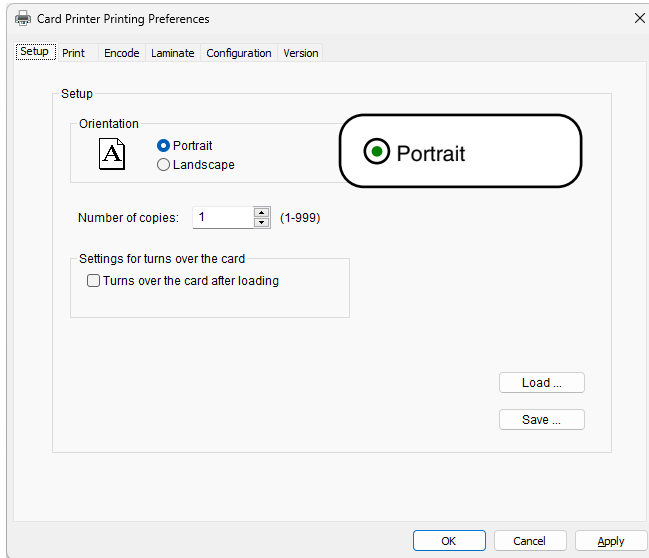 Card Printer Printing Preferences
Setup Print Encode Laminate Configuration Version
Setup
Orientation
A
Portrait
Landscape
Portrait
Number of copies: 1 (1-999)
Settings for turns over the card
Turns over the card after loading
Load ...
Save ...
OK Cancel Apply